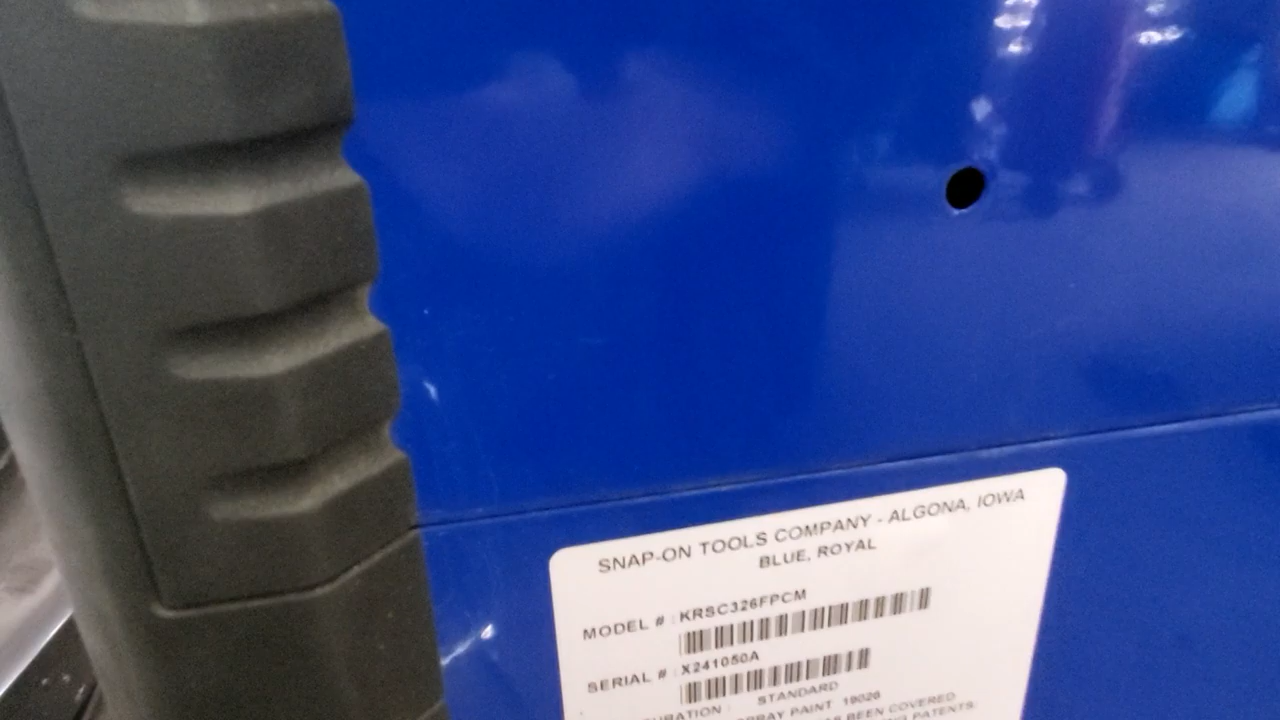 SNAP-ON TOOLS COMPANY - ALGONA, IOWA
BLUE, ROYAL
MODEL # : KRSC326FPCM
SERIAL # : X241050A
STANDARD
PAINT 19026
BEEN COVERED
PATENTS